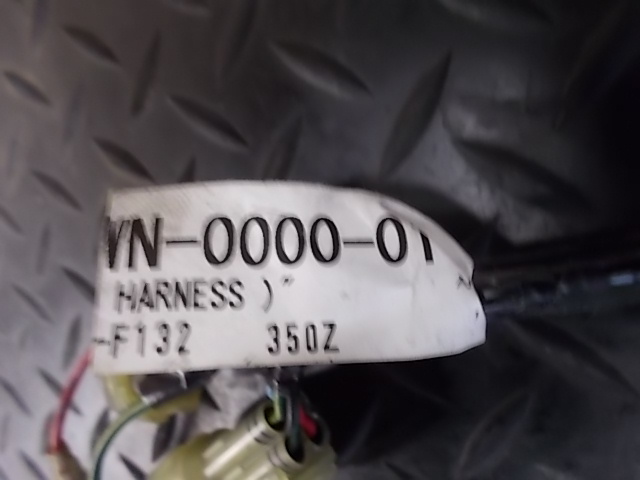 VN-0000-01
HARNESS )"
-F132 350Z